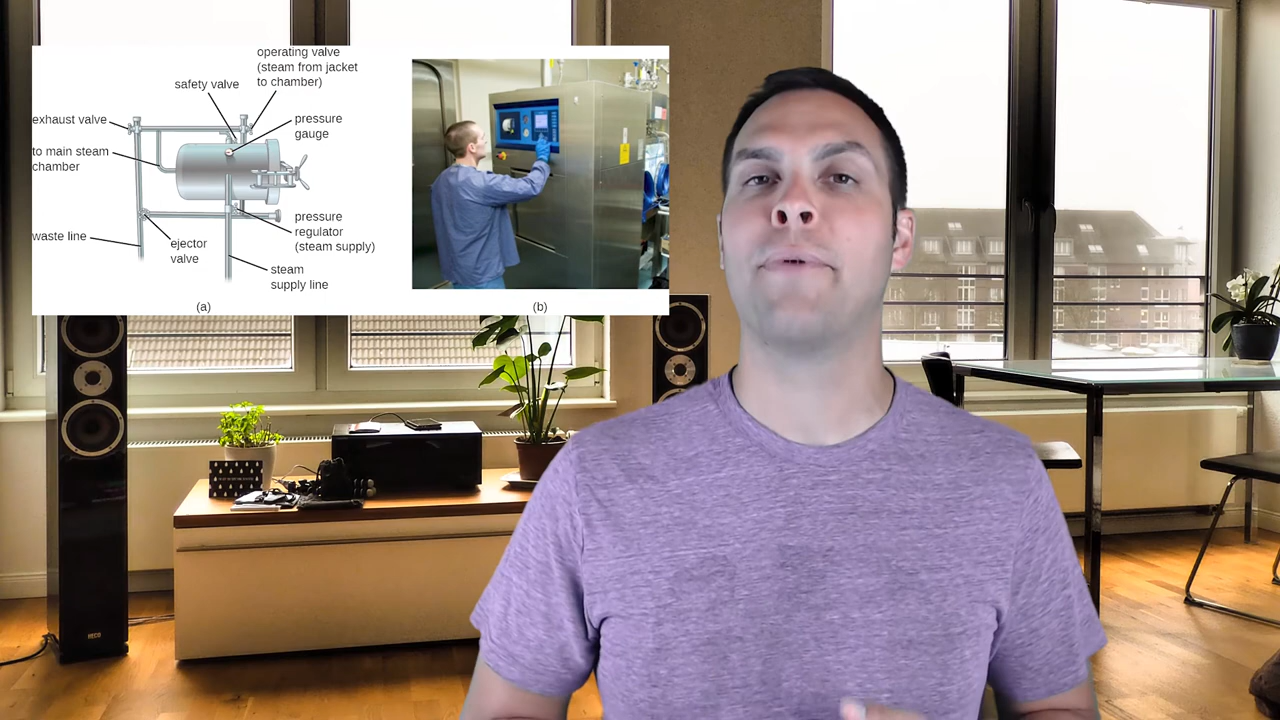 operating valve
(steam from jacket
to chamber)
safety valve
exhaust valve
pressure
gauge
to main steam
chamber
pressure
regulator
(steam supply)
waste line
ejector
valve
steam
supply line
(a)
(b)